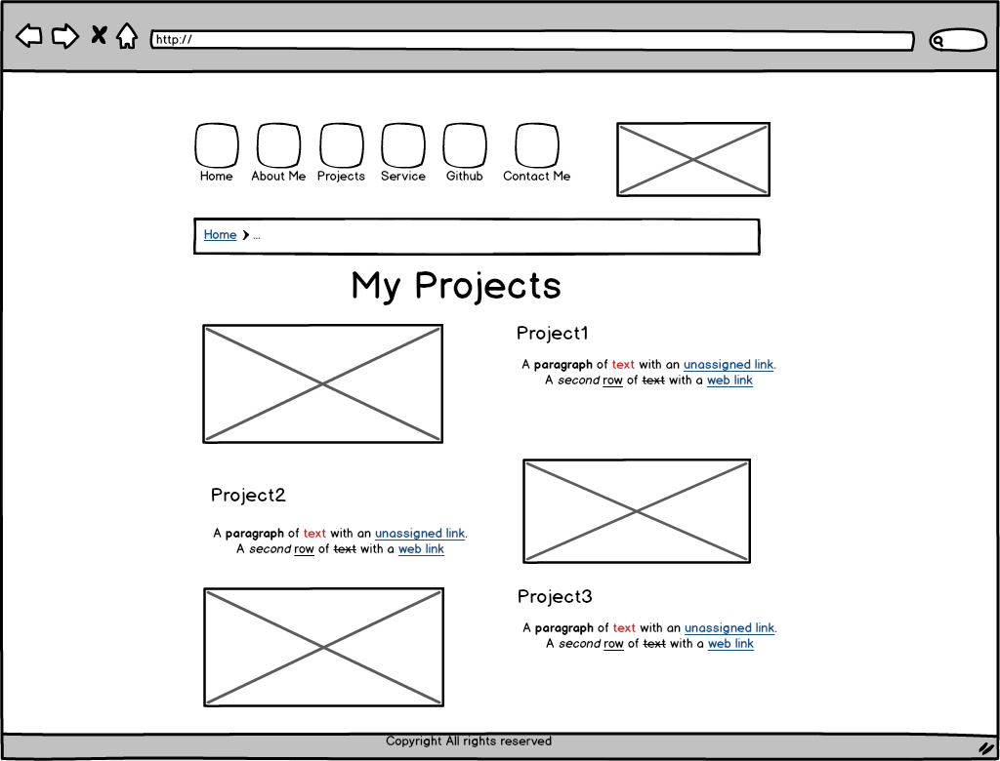 http://
Home About Me Projects Service Github Contact Me
Home ...
My Projects
Project1
A paragraph of text with an unassigned link.
A second row of text with a web link
Project2
A paragraph of text with an unassigned link.
A second row of text with a web link
Project3
A paragraph of text with an unassigned link.
A second row of text with a web link
Copyright All rights reserved